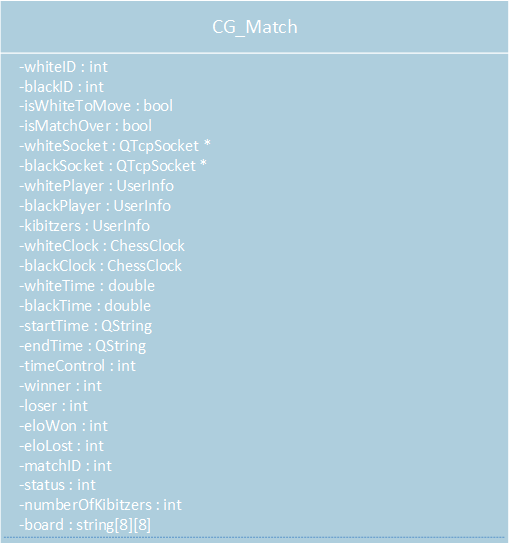 CG_Match
-whiteID : int
-blackID : int
-isWhiteToMove : bool
-isMatchOver : bool
-whiteSocket : QTcpSocket *
-blackSocket : QTcpSocket *
-whitePlayer : UserInfo
-blackPlayer : UserInfo
-kibitzers : UserInfo
-whiteClock : ChessClock
-blackClock : ChessClock
-whiteTime : double
-blackTime : double
-startTime : QString
-endTime : QString
-timeControl : int
-winner : int
-loser : int
-eloWon : int
-eloLost : int
-matchID : int
-status : int
-numberOfKibitzers : int
-board : string[8][8]